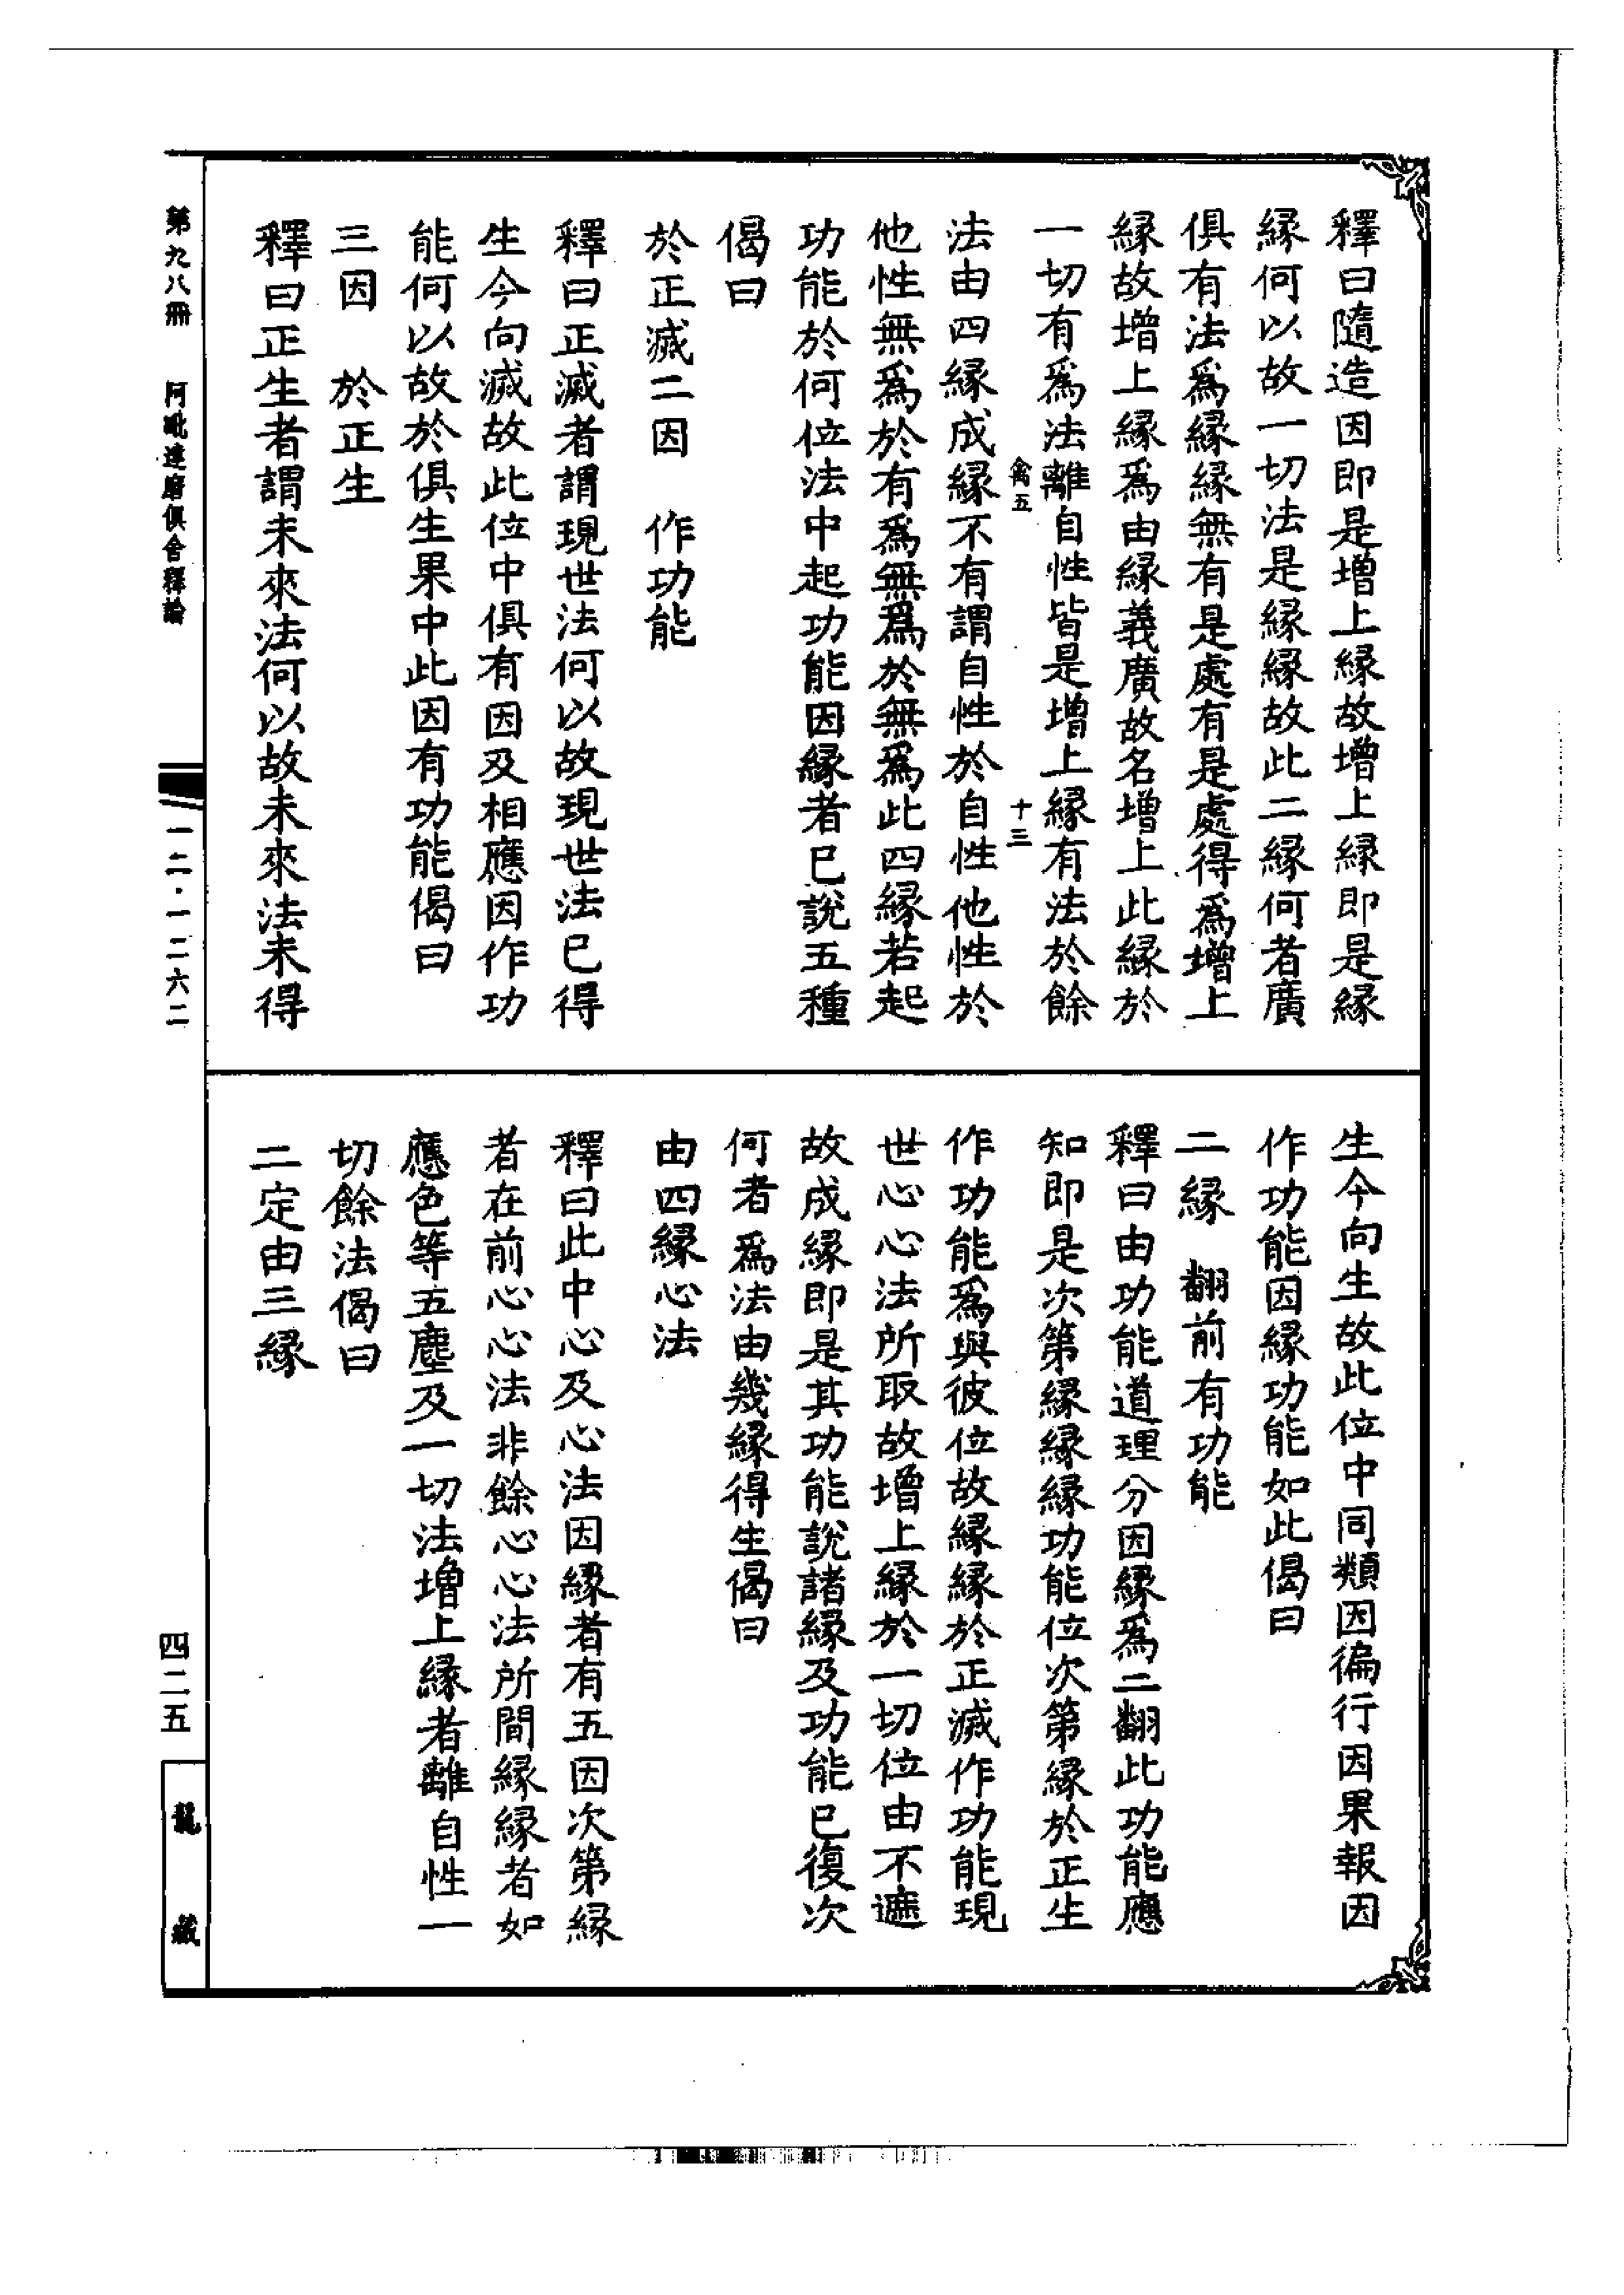 釋曰隨造因即是增上緣故增上緣即是緣
緣何以故一切法是緣緣故此二緣何者廣
俱有法爲緣緣無有是處有是處得爲增上
緣故增上緣爲由緣義廣故名增上此緣於
一切有爲法離自性皆是增上緣有法於餘
禽五 十三
法由四緣成緣不有謂自性於自性他性於
他性無爲於有爲無爲於無爲此四緣若起
功能於何位法中起功能因緣者已說五種
偈曰
於正滅二因 作功能
釋曰正滅者謂現世法何以故現世法已得
生今向滅故此位中俱有因及相應因作功
能何以故於俱生果中此因有功能偈曰
三因 於正生
釋曰正生者謂未來法何以故未來法未得
生今向生故此位中同類因徧行因果報因
作功能因緣功能如此偈曰
二緣 翻前有功能
釋曰由功能道理分因緣爲二翻此功能應
知即是次第緣緣緣功能位次第緣於正生
作功能爲與彼位故緣緣於正滅作功能現
世心心法所取故增上緣於一切位由不遮
故成緣即是其功能說諸緣及功能已復次
何者爲法由幾緣得生偈曰
由四緣心法
釋曰此中心及心法因緣者有五因次第緣
者在前心心法非餘心心法所間緣緣者如
應色等五塵及一切法增上緣者離自性一
切餘法偈曰
二定由三緣
第九八冊 阿毗達磨俱舍釋論
一二·一二六二
四二五
龍藏